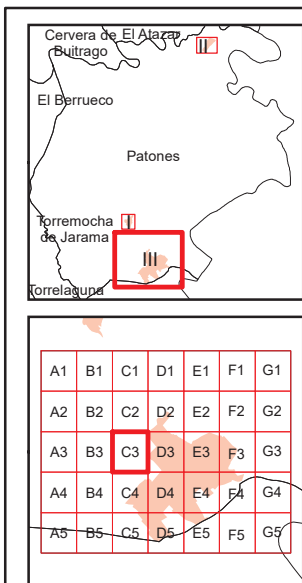 Cervera de El Atazar
Buitrago
II
El Berrueco
Patones
Torremocha I
de Jarama
III
Torrelaguna
A1 B1 C1 D1 E1 F1 G1
A2 B2 C2 D2 E2 F2 G2
A3 B3 C3 D3 E3 F3 G3
A4 B4 C4 D4 E4 F4 G4
A5 B5 C5 D5 E5 F5 G5